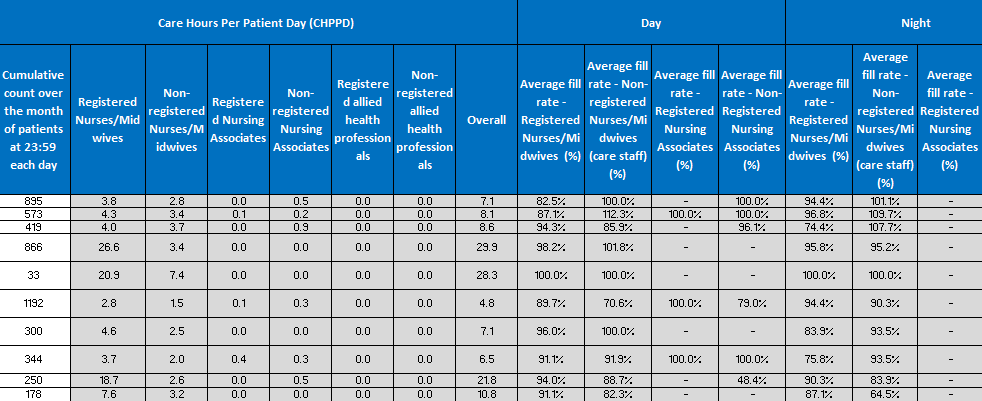 Care Hours Per Patient Day (CHPPD) Day Night
Cumulative count over the month of patients at 23:59 each day Registered Nurses/Mid wives Non-registered Nurses/M idwives Registere d Nursing Associates Non-registered Nursing Associates Registere d allied health profession als Non-registered allied health profession als Overall Average fill rate - Registered Nurses/Mi dwives (%) Average fill rate - Non-registered Nurses/Mi dwives (care staff) (%) Average fill rate - Registered Nursing Associates (%) Average fill rate - Non-Registered Nursing Associates (%) Average fill rate - Registered Nurses/Mi dwives (%) Average fill rate - Non-registered Nurses/Mi dwives (care staff) (%) Average fill rate - Registered Nursing Associates (%)
895 3.8 2.8 0.0 0.5 0.0 0.0 7.1 82.5% 100.0% - 100.0% 94.4% 101.1% -
573 4.3 3.4 0.1 0.2 0.0 0.0 8.1 87.1% 112.3% 100.0% 100.0% 96.8% 109.7% -
419 4.0 3.7 0.0 0.9 0.0 0.0 8.6 94.3% 85.9% - 96.1% 74.4% 107.7% -
866 26.6 3.4 0.0 0.0 0.0 0.0 29.9 98.2% 101.8% - - 95.8% 95.2% -
33 20.9 7.4 0.0 0.0 0.0 0.0 28.3 100.0% 100.0% - - 100.0% 100.0% -
1192 2.8 1.5 0.1 0.3 0.0 0.0 4.8 89.7% 70.6% 100.0% 79.0% 94.4% 90.3% -
300 4.6 2.5 0.0 0.0 0.0 0.0 7.1 96.0% 100.0% - - 83.9% 93.5% -
344 3.7 2.0 0.4 0.3 0.0 0.0 6.5 91.1% 91.9% 100.0% 100.0% 75.8% 93.5% -
250 18.7 2.6 0.0 0.5 0.0 0.0 21.8 94.0% 88.7% - 48.4% 90.3% 83.9% -
178 7.6 3.2 0.0 0.0 0.0 0.0 10.8 91.1% 82.3% - - 87.1% 64.5% -